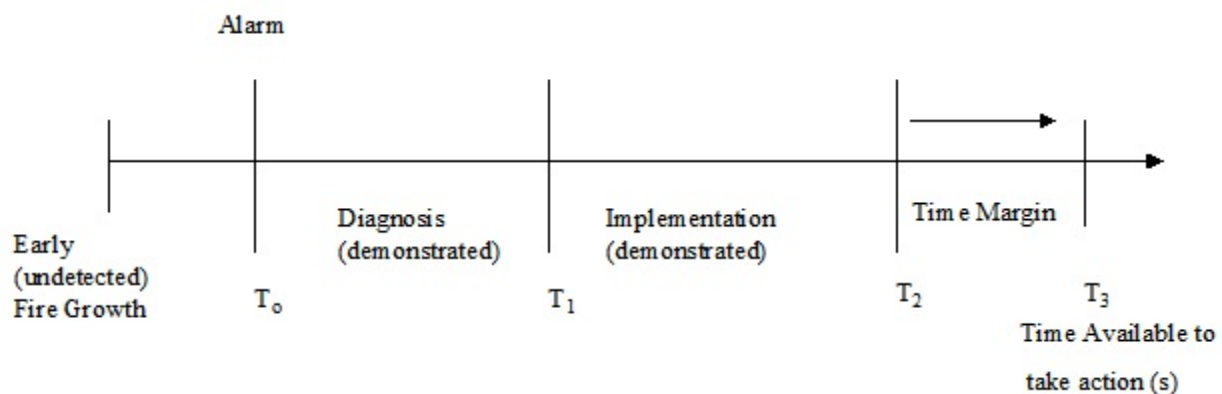 Alarm
Early
(undetected)
Fire Growth
Diagnosis
(demonstrated)
Implementation
(demonstrated)
Time Margin
Tₒ
T₁
T₂
T₃
Time Available to
take action (s)